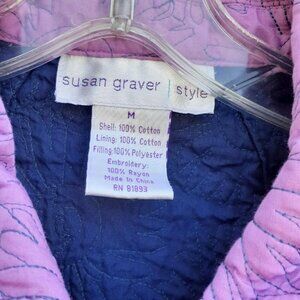 susan graver style
M
Shell: 100% Cotton
Lining: 100% Cotton
Filling:100% Polyester
Embroidery:
100% Rayon
Made In China
RN 81893